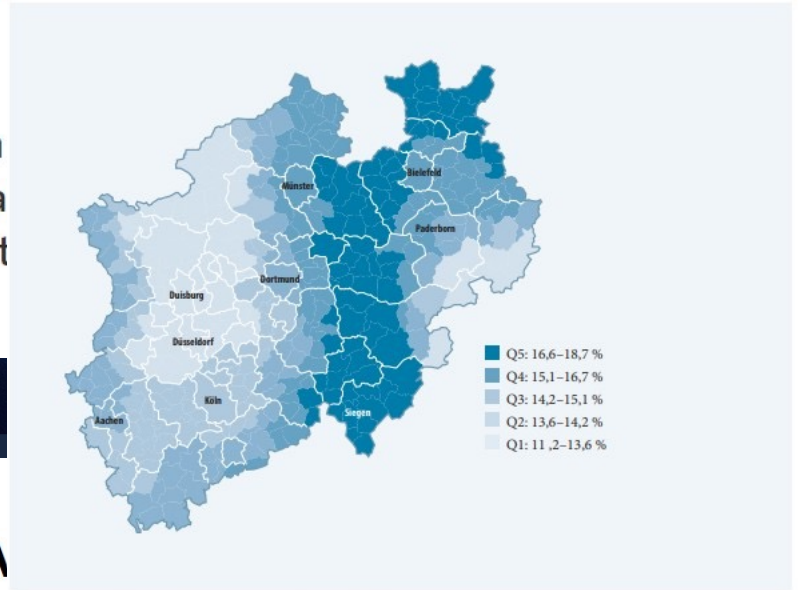 Münster
Bielefeld
Paderborn
Dortmund
Duisburg
Düsseldorf
Köln
Aachen
Siegen
Q5: 16,6–18,7 %
Q4: 15,1–16,7 %
Q3: 14,2–15,1 %
Q2: 13,6–14,2 %
Q1: 11 ,2–13,6 %